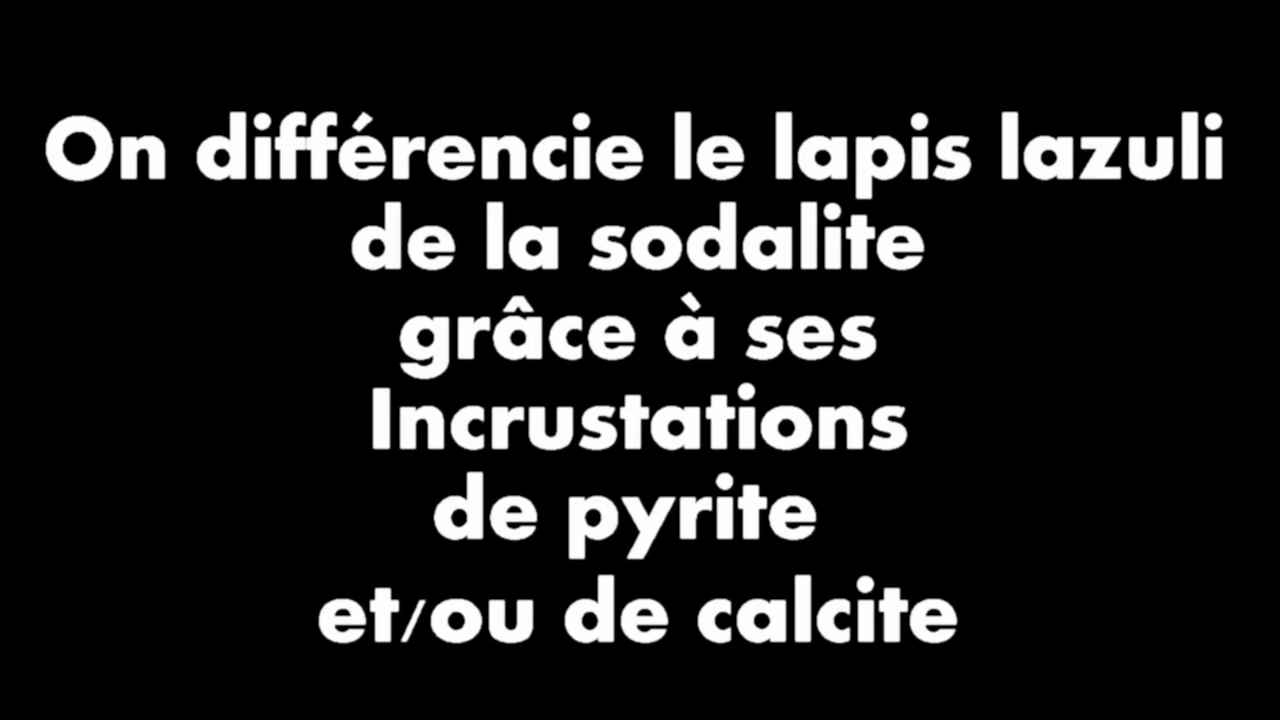 On différencie le lapis lazuli
de la sodalite
grâce à ses
Incrustations
de pyrite
et/ou de calcite